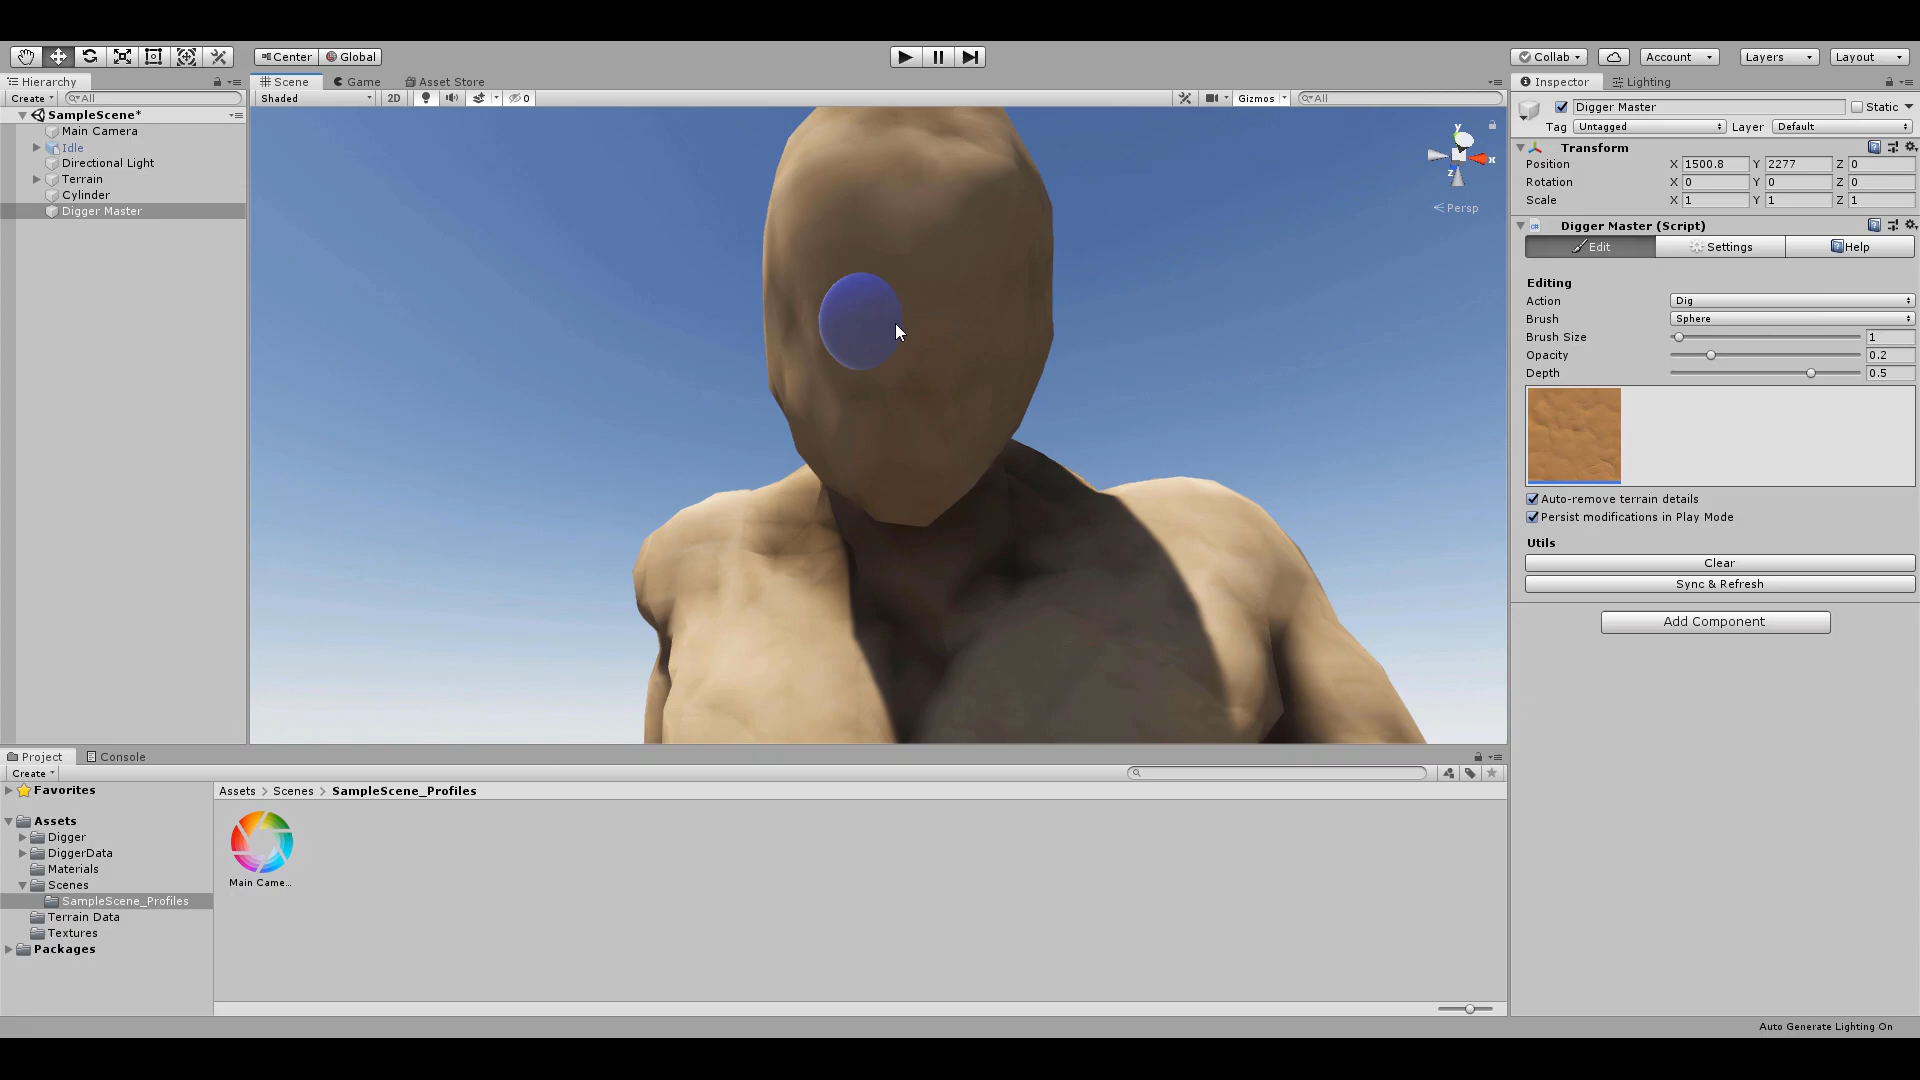 Center Global Collab Account Layers Layout
Hierarchy Scene Game Asset Store Inspector Lighting
Create All Shaded 2D 0 Gizmos All Digger Master Static
SampleScene* Tag Untagged Layer Default
Main Camera
Idle
Directional Light
Terrain
Cylinder
Digger Master
y
x
z
Persp
Transform
Position X 1500.8 Y 2277 Z 0
Rotation X 0 Y 0 Z 0
Scale X 1 Y 1 Z 1
Digger Master (Script)
Edit Settings Help
Editing
Action Dig
Brush Sphere
Brush Size 1
Opacity 0.2
Depth 0.5
Auto-remove terrain details
Persist modifications in Play Mode
Utils
Clear
Sync & Refresh
Add Component
Project Console
Create
Favorites
Assets
Digger
DiggerData
Materials
Scenes
SampleScene_Profiles
Terrain Data
Textures
Packages
Assets > Scenes > SampleScene_Profiles
Main Came...
Auto Generate Lighting On